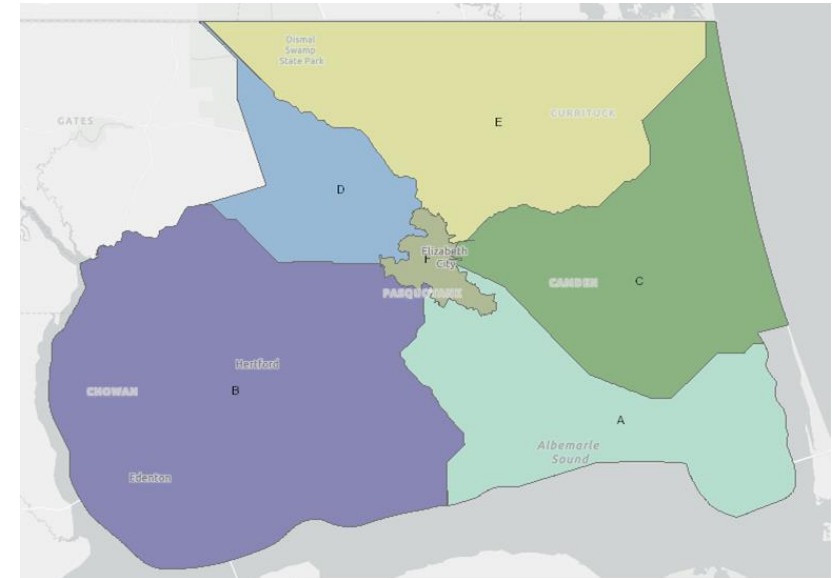 Dismal
Swamp
State Park
GATES
E
CURRITUCK
D
F
Elizabeth
City
PASQUOTANK
CAMDEN
C
Hertford
CHOWAN
B
A
Albemarle
Sound
Edenton